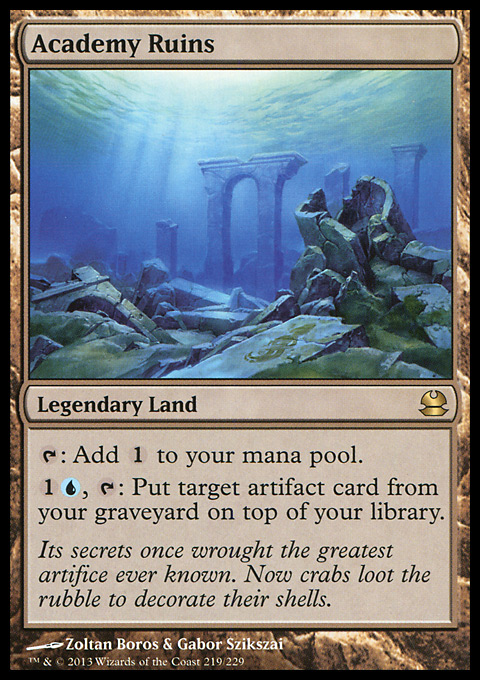 Academy Ruins
Legendary Land
: Add 1 to your mana pool.
1 , : Put target artifact card from
your graveyard on top of your library.
Its secrets once wrought the greatest
artifice ever known. Now crabs loot the
rubble to decorate their shells.
Zoltan Boros & Gabor Szikszai
™ & © 2013 Wizards of the Coast 219/229